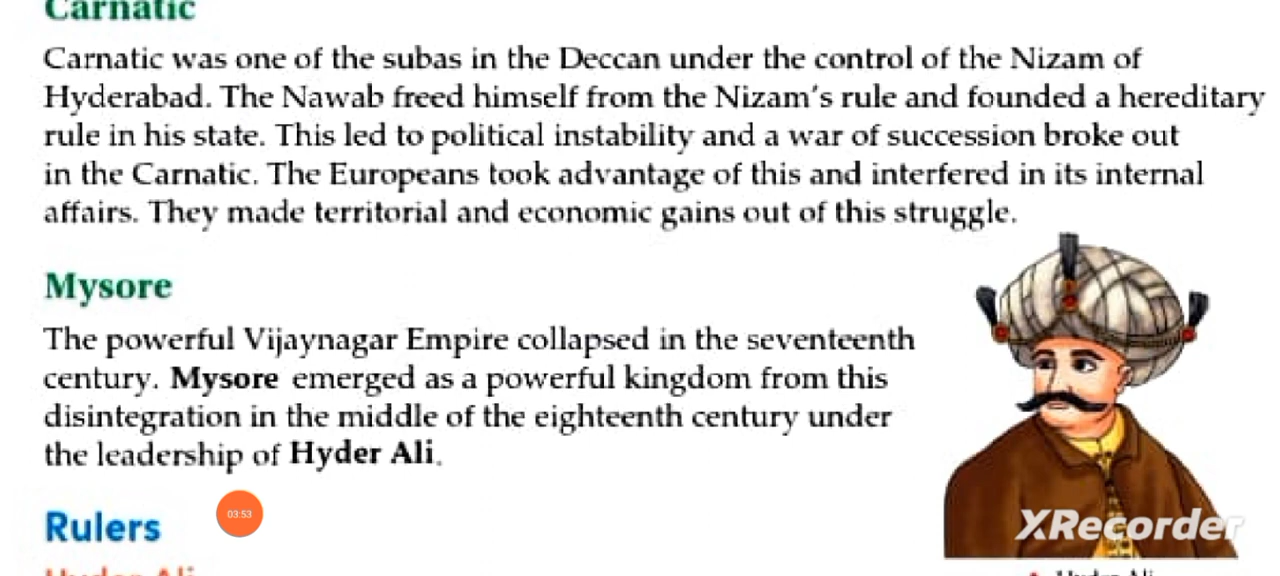 Carnatic
Carnatic was one of the subas in the Deccan under the control of the Nizam of
Hyderabad. The Nawab freed himself from the Nizam's rule and founded a hereditary
rule in his state. This led to political instability and a war of succession broke out
in the Carnatic. The Europeans took advantage of this and interfered in its internal
affairs. They made territorial and economic gains out of this struggle.
Mysore
The powerful Vijaynagar Empire collapsed in the seventeenth
century. Mysore emerged as a powerful kingdom from this
disintegration in the middle of the eighteenth century under
the leadership of Hyder Ali.
Rulers
03:53
XRecorder
Hyder Ali
Hyder Ali